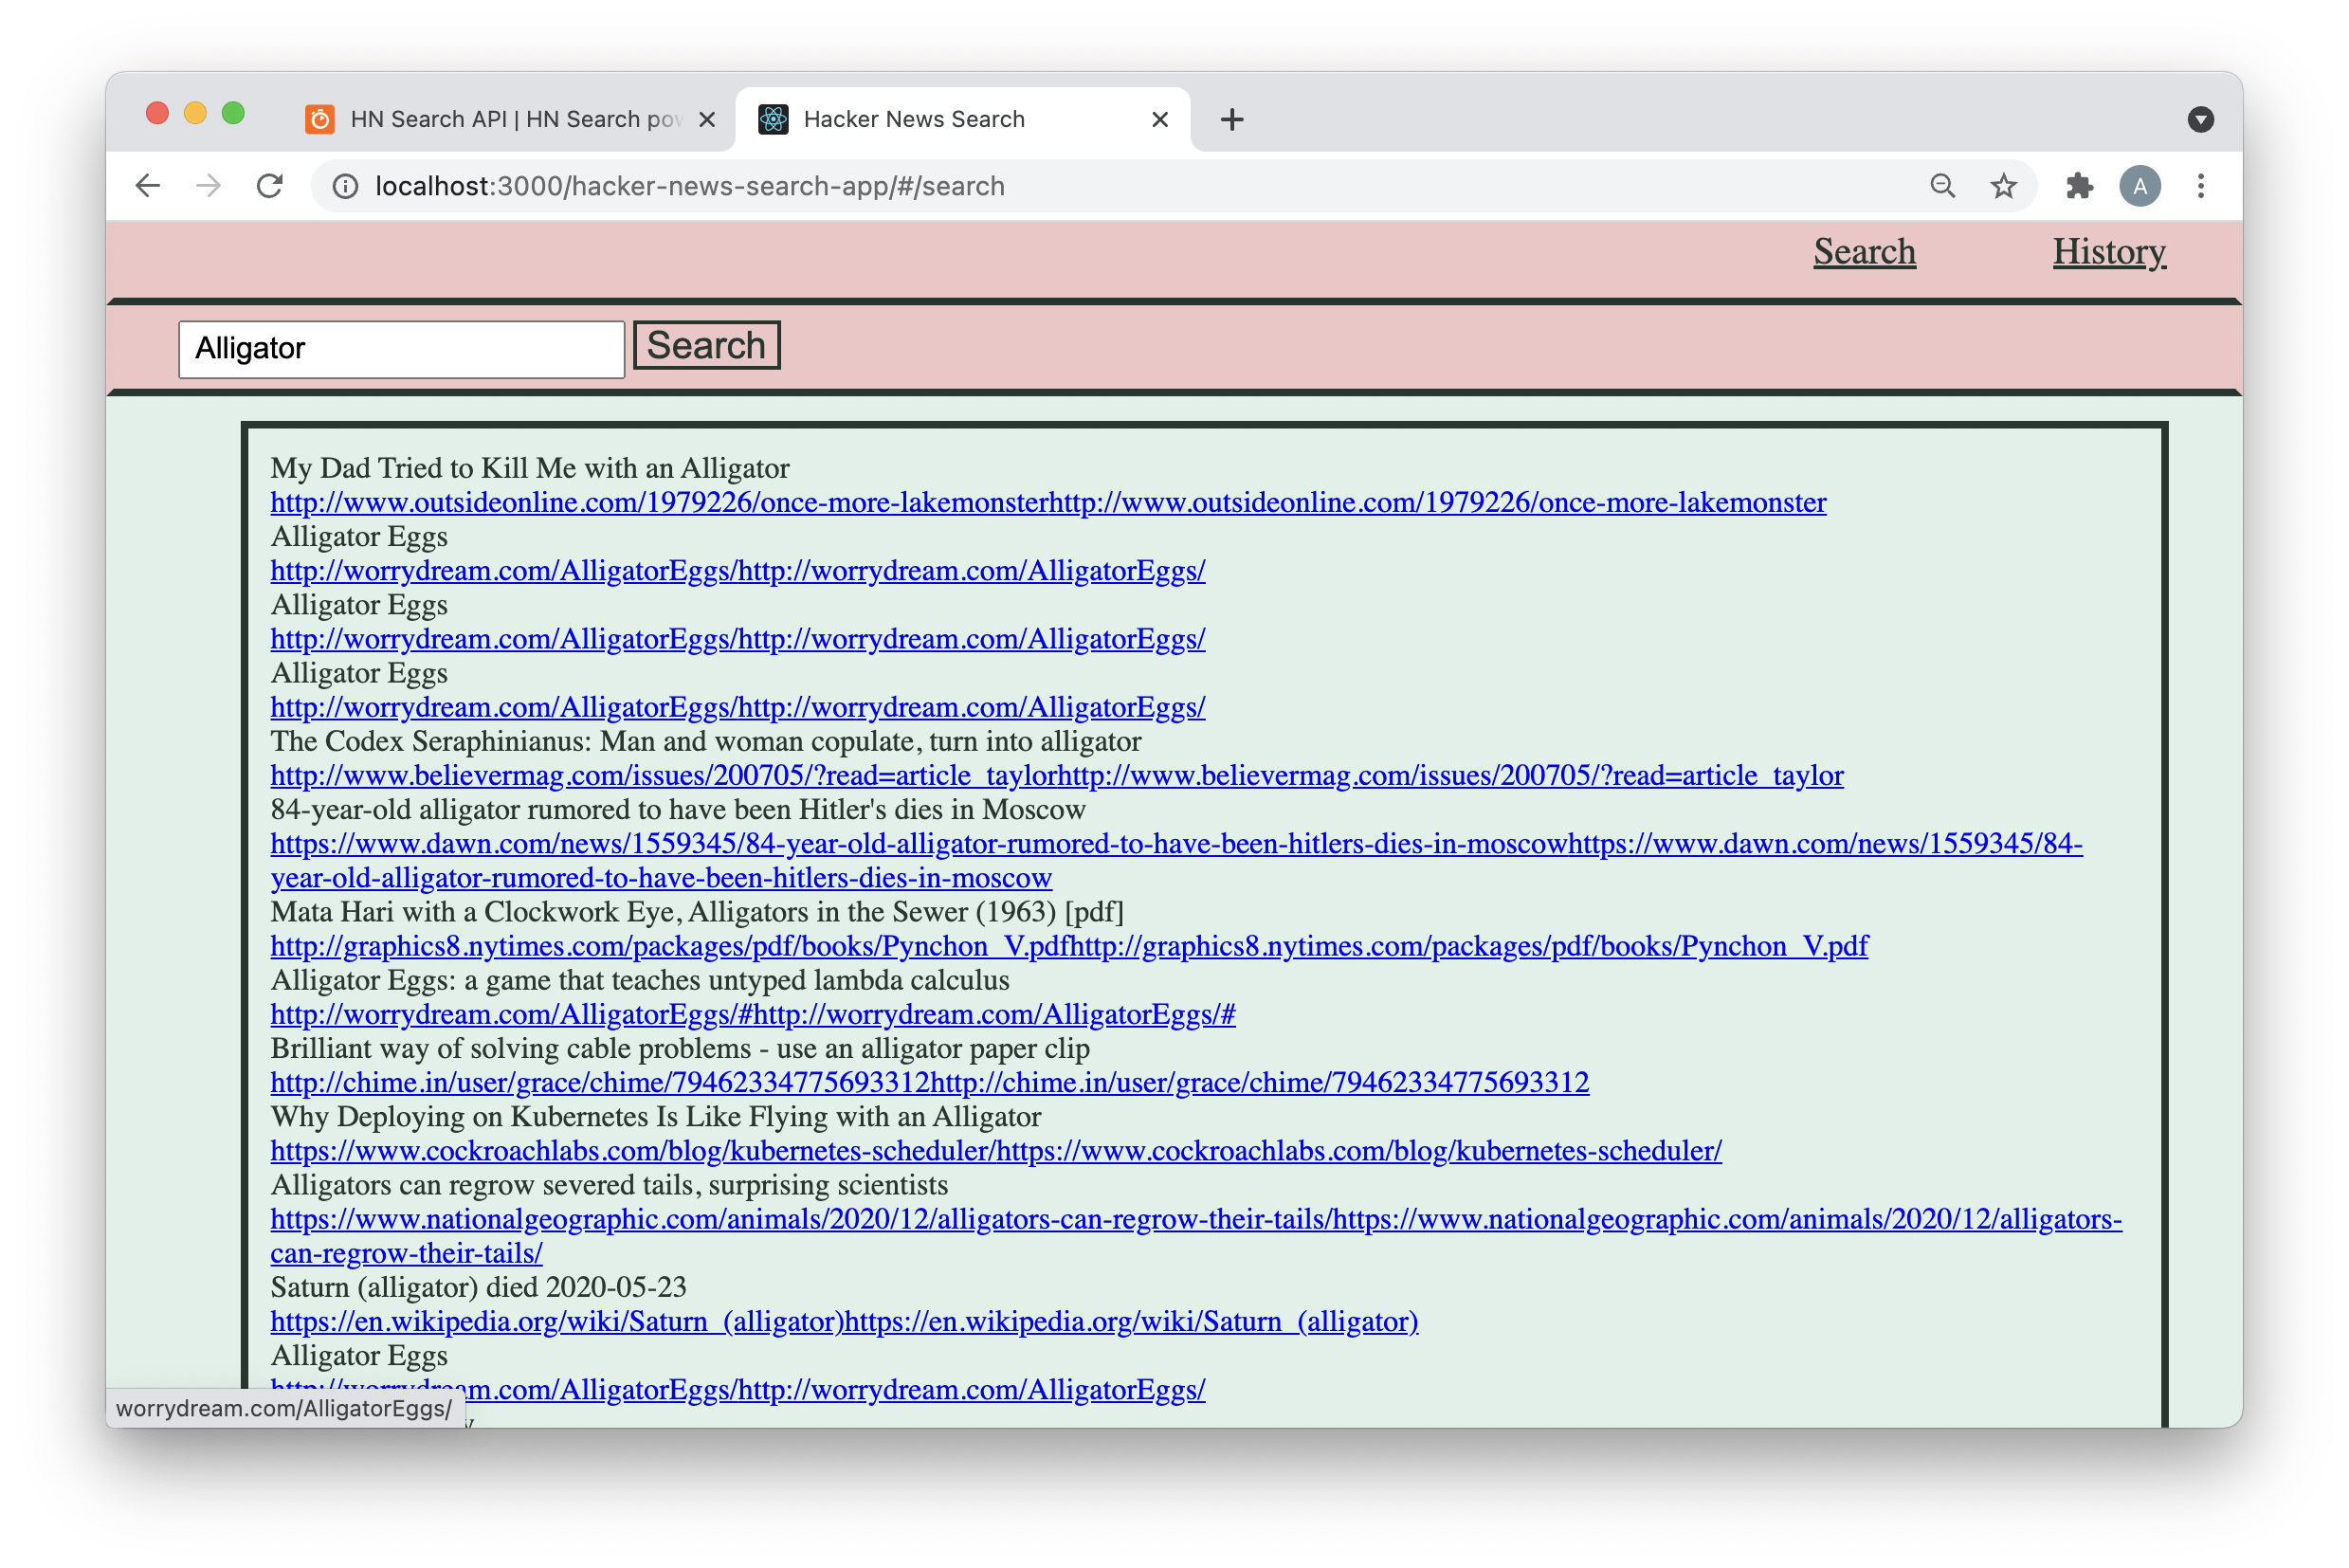 HN Search API | HN Search pow
Hacker News Search
localhost:3000/hacker-news-search-app/#/search
A
Search History
Alligator Search
My Dad Tried to Kill Me with an Alligator
http://www.outsideonline.com/1979226/once-more-lakemonsterhttp://www.outsideonline.com/1979226/once-more-lakemonster
Alligator Eggs
http://worrydream.com/AlligatorEggs/http://worrydream.com/AlligatorEggs/
Alligator Eggs
http://worrydream.com/AlligatorEggs/http://worrydream.com/AlligatorEggs/
Alligator Eggs
http://worrydream.com/AlligatorEggs/http://worrydream.com/AlligatorEggs/
The Codex Seraphinianus: Man and woman copulate, turn into alligator
http://www.believermag.com/issues/200705/?read=article_taylorhttp://www.believermag.com/issues/200705/?read=article_taylor
84-year-old alligator rumored to have been Hitler's dies in Moscow
https://www.dawn.com/news/1559345/84-year-old-alligator-rumored-to-have-been-hitlers-dies-in-moscowhttps://www.dawn.com/news/1559345/84-
year-old-alligator-rumored-to-have-been-hitlers-dies-in-moscow
Mata Hari with a Clockwork Eye, Alligators in the Sewer (1963) [pdf]
http://graphics8.nytimes.com/packages/pdf/books/Pynchon_V.pdfhttp://graphics8.nytimes.com/packages/pdf/books/Pynchon_V.pdf
Alligator Eggs: a game that teaches untyped lambda calculus
http://worrydream.com/AlligatorEggs/#http://worrydream.com/AlligatorEggs/#
Brilliant way of solving cable problems - use an alligator paper clip
http://chime.in/user/grace/chime/79462334775693312http://chime.in/user/grace/chime/79462334775693312
Why Deploying on Kubernetes Is Like Flying with an Alligator
https://www.cockroachlabs.com/blog/kubernetes-scheduler/https://www.cockroachlabs.com/blog/kubernetes-scheduler/
Alligators can regrow severed tails, surprising scientists
https://www.nationalgeographic.com/animals/2020/12/alligators-can-regrow-their-tails/https://www.nationalgeographic.com/animals/2020/12/alligators-
can-regrow-their-tails/
Saturn (alligator) died 2020-05-23
https://en.wikipedia.org/wiki/Saturn_(alligator)https://en.wikipedia.org/wiki/Saturn_(alligator)
Alligator Eggs
http://worrydream.com/AlligatorEggs/http://worrydream.com/AlligatorEggs/
worrydream.com/AlligatorEggs/